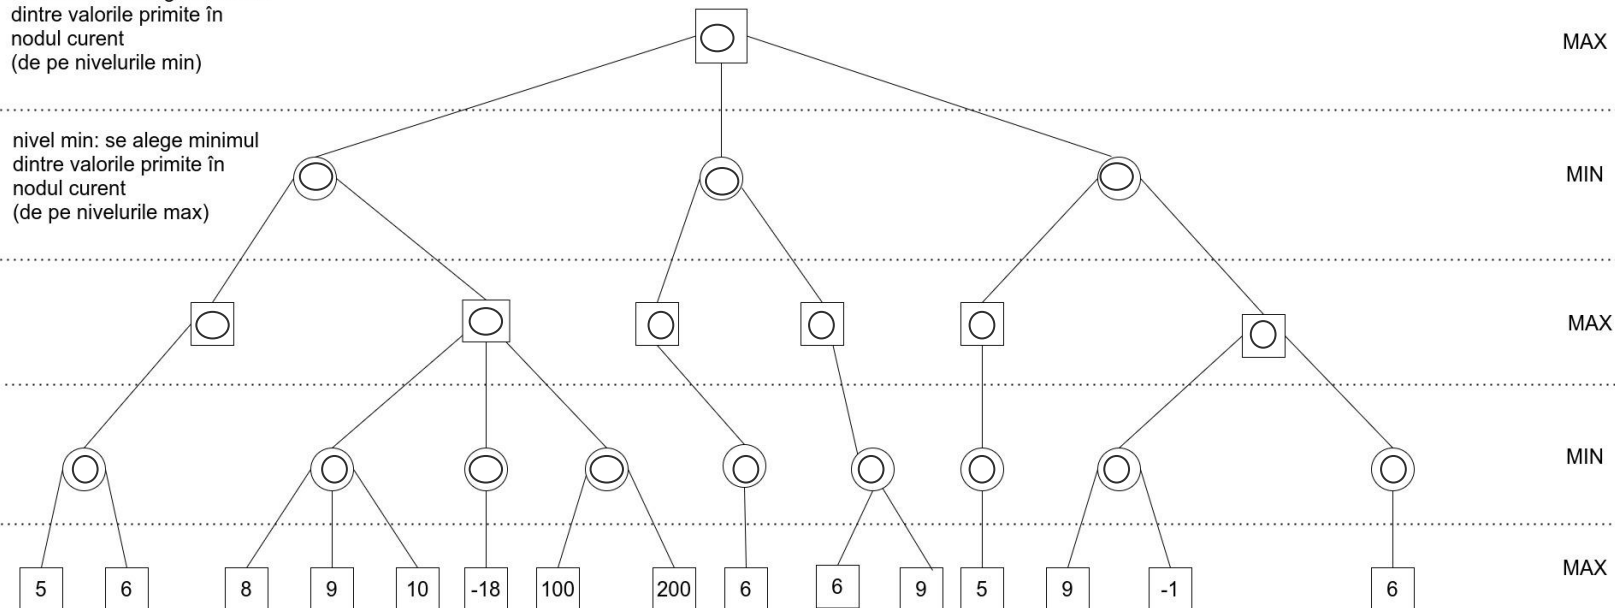 dintre valorile primite în
nodul curent
(de pe nivelurile min)
MAX
nivel min: se alege minimul
dintre valorile primite în
nodul curent
(de pe nivelurile max)
MIN
MAX
MIN
5 6 8 9 10 -18 100 200 6 6 9 5 9 -1 6
MAX